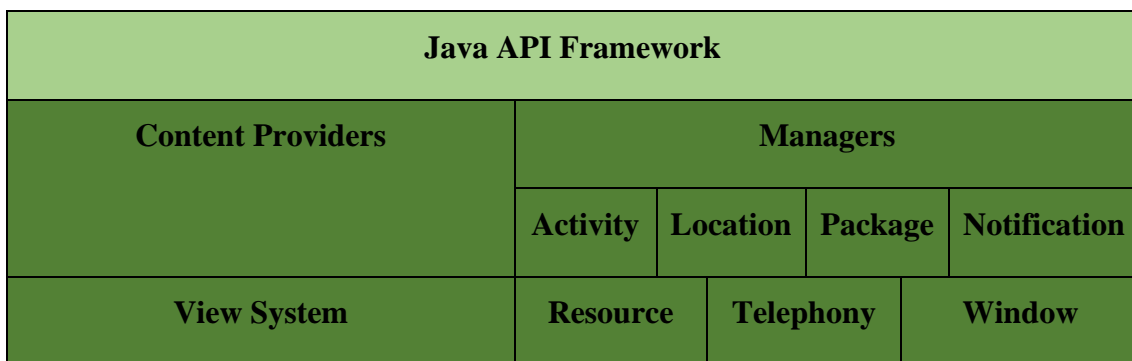 Java API Framework
Content Providers
Managers
Activity Location Package Notification
View System
Resource Telephony Window